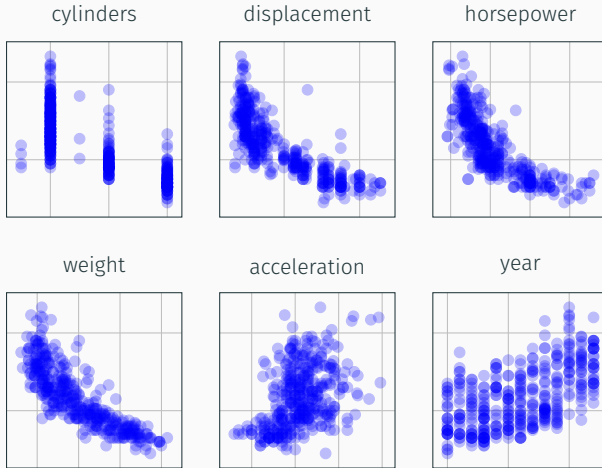 cylinders
displacement
horsepower
weight
acceleration
year